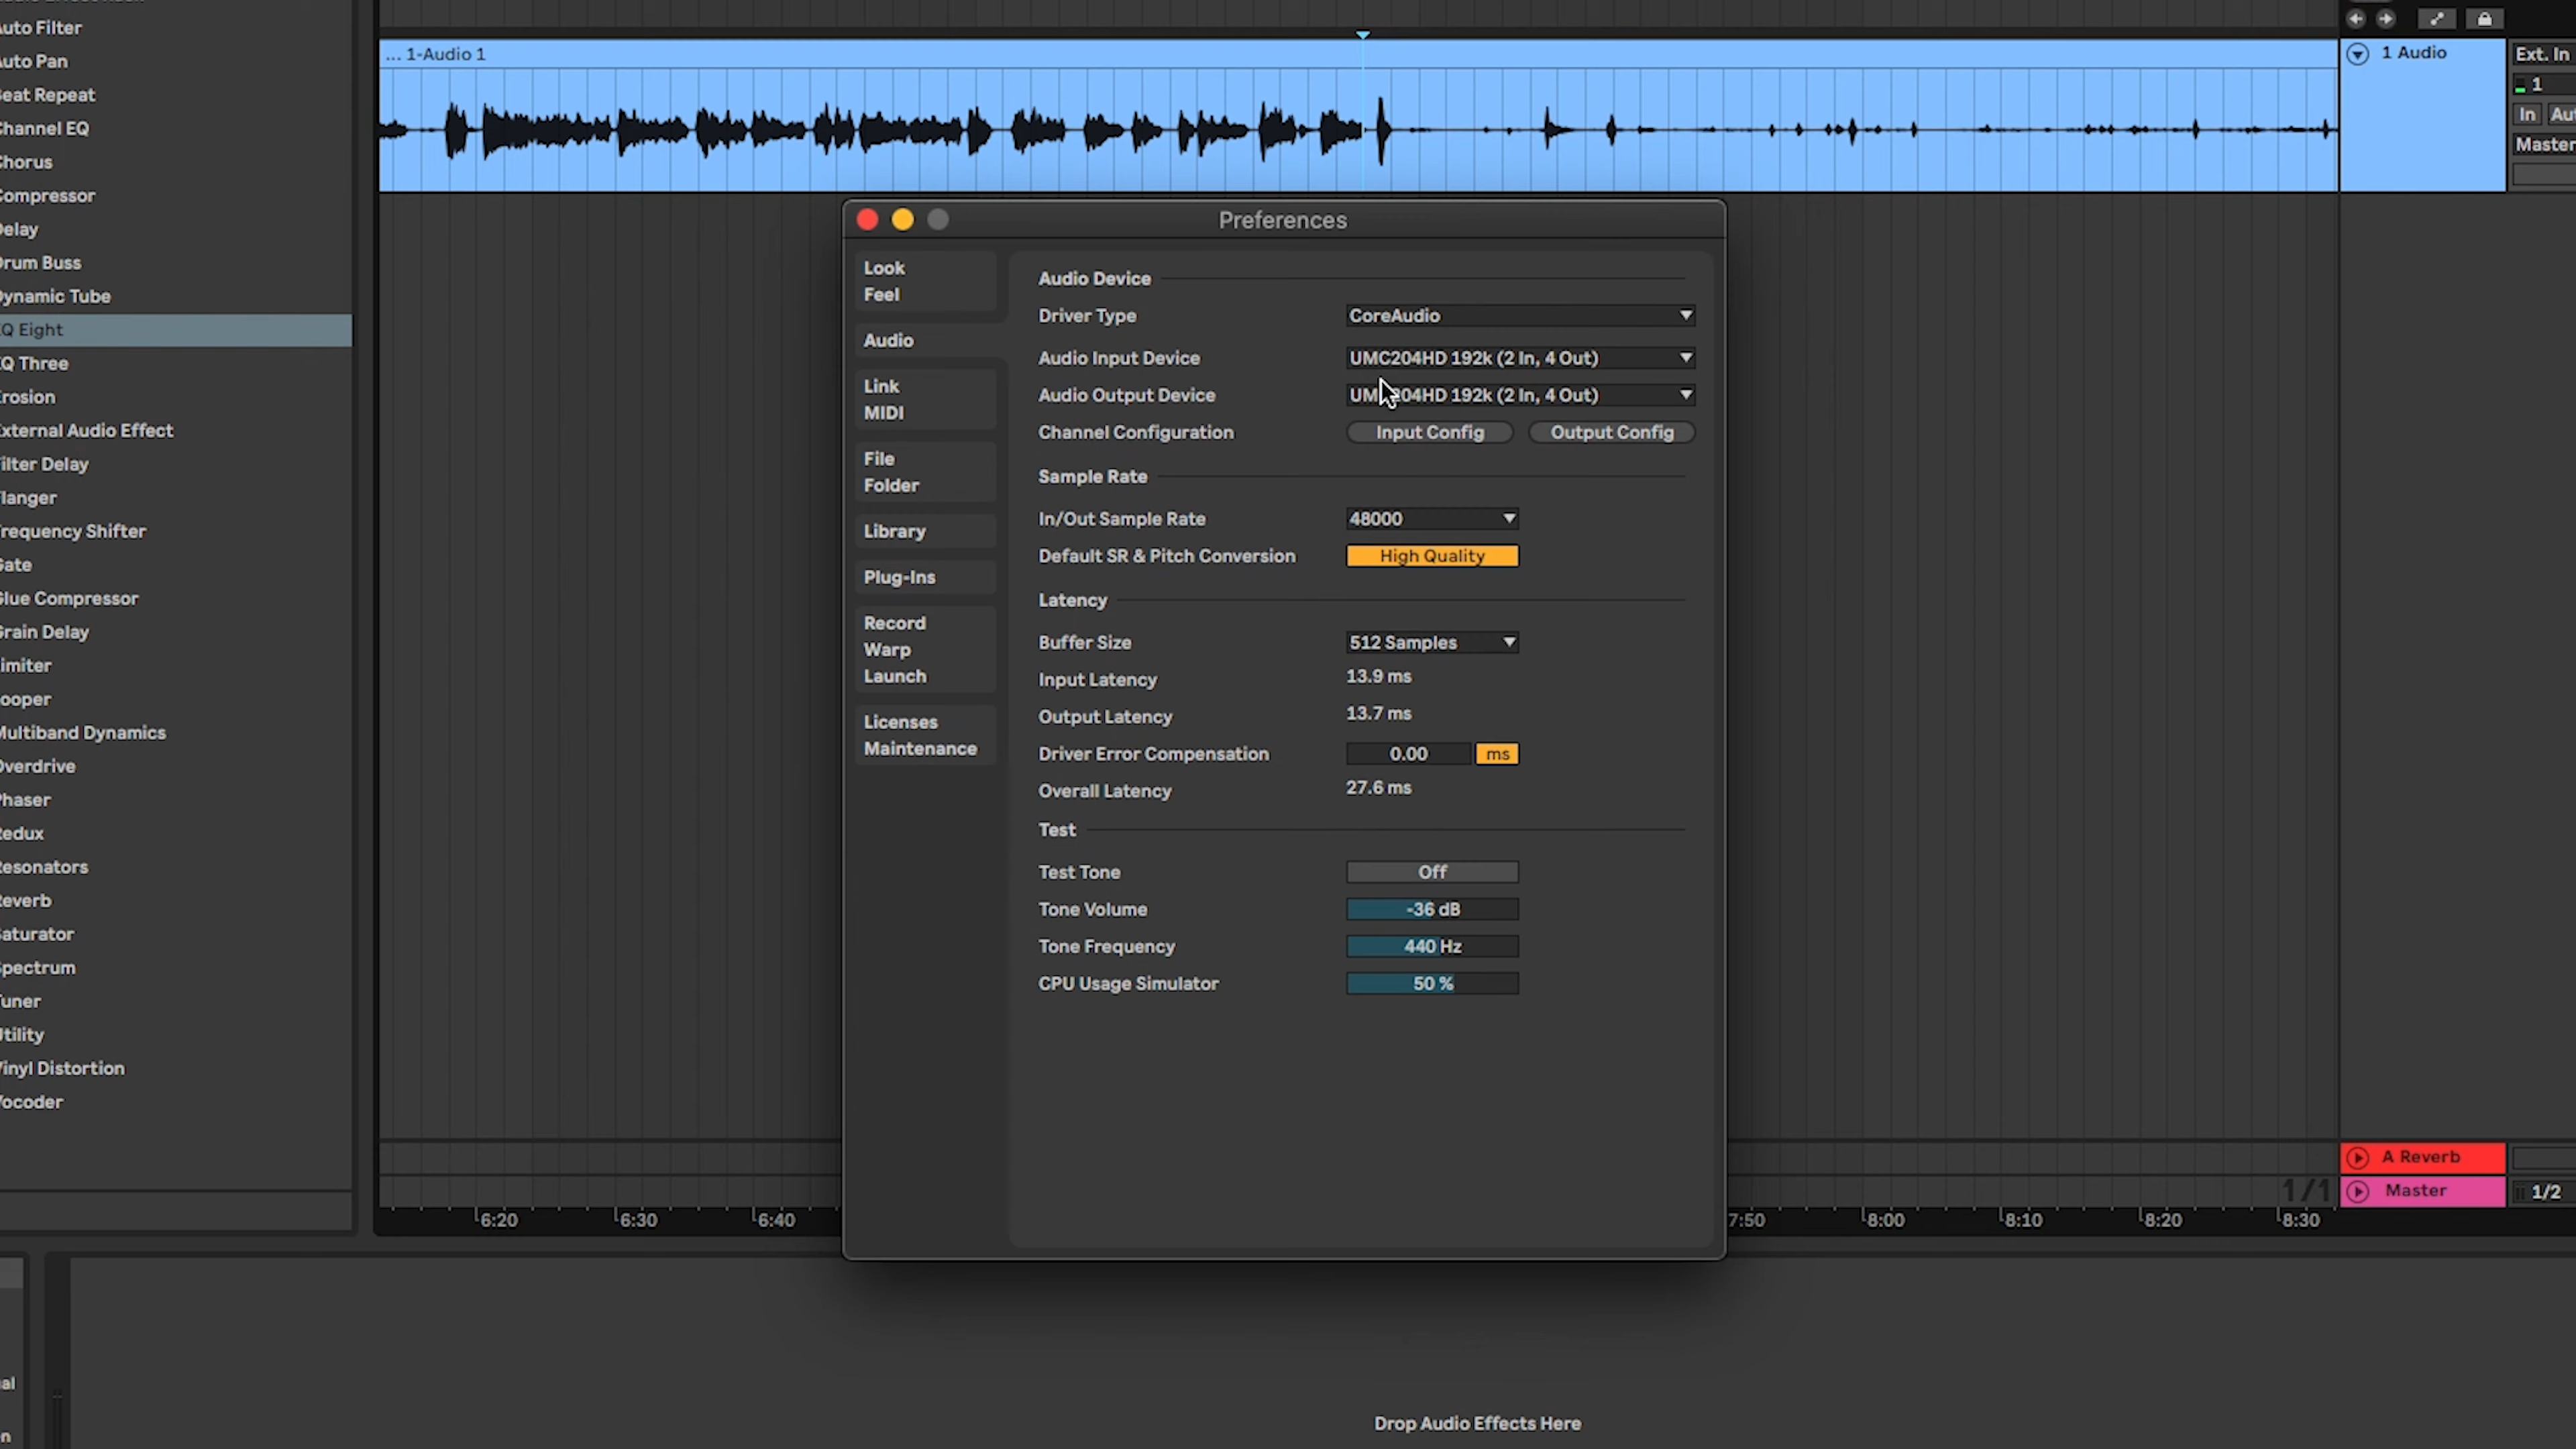 uto Filter
uto Pan
eat Repeat
hannel EQ
horus
ompressor
elay
rum Buss
ynamic Tube
Q Eight
Q Three
rosion
xternal Audio Effect
ilter Delay
langer
requency Shifter
ate
lue Compressor
rain Delay
imiter
ooper
ultiband Dynamics
verdrive
haser
edux
esonators
everb
aturator
pectrum
uner
tility
inyl Distortion
ocoder
... 1-Audio 1
1 Audio
Ext. In
1
In Au
Master
Preferences
Look
Feel
Audio
Link
MIDI
File
Folder
Library
Plug-Ins
Record
Warp
Launch
Licenses
Maintenance
Audio Device
Driver Type CoreAudio
Audio Input Device UMC204HD 192k (2 In, 4 Out)
Audio Output Device UMC204HD 192k (2 In, 4 Out)
Channel Configuration Input Config Output Config
Sample Rate
In/Out Sample Rate 48000
Default SR & Pitch Conversion High Quality
Latency
Buffer Size 512 Samples
Input Latency 13.9 ms
Output Latency 13.7 ms
Driver Error Compensation 0.00 ms
Overall Latency 27.6 ms
Test
Test Tone Off
Tone Volume -36 dB
Tone Frequency 440 Hz
CPU Usage Simulator 50 %
A Reverb
1/1 Master 1/2
6:20 6:30 6:40 7:50 8:00 8:10 8:20 8:30
al
n
Drop Audio Effects Here